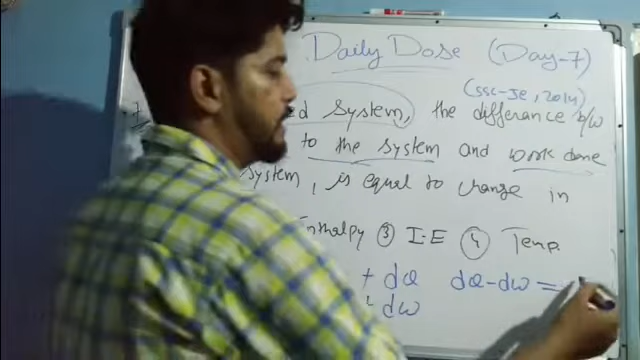 Daily Dose (Day-7)
(SSC-Je, 2014)
ed system, the difference b/w
to the system and work done
system, is equal to change in
nthalpy ③ I-E ④ Temp.
+ dQ dQ-dW =
dW